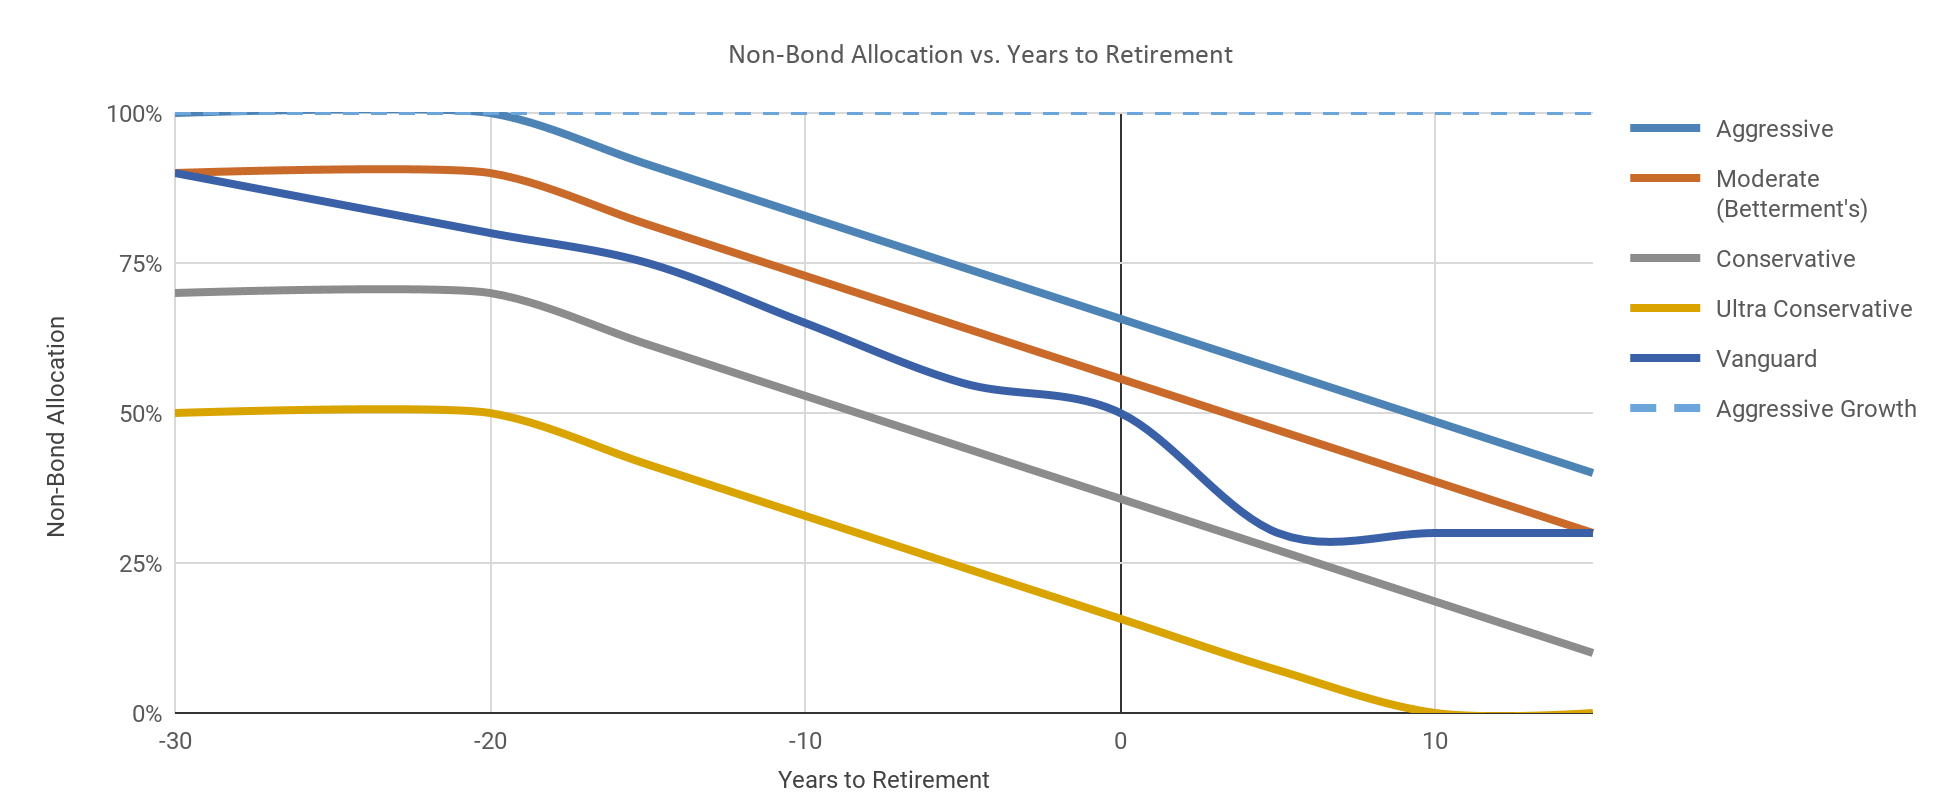 Non-Bond Allocation vs. Years to Retirement
Non-Bond Allocation
100%
75%
50%
25%
0%
-30
-20
-10
0
10
Years to Retirement
Aggressive
Moderate
(Betterment's)
Conservative
Ultra Conservative
Vanguard
Aggressive Growth